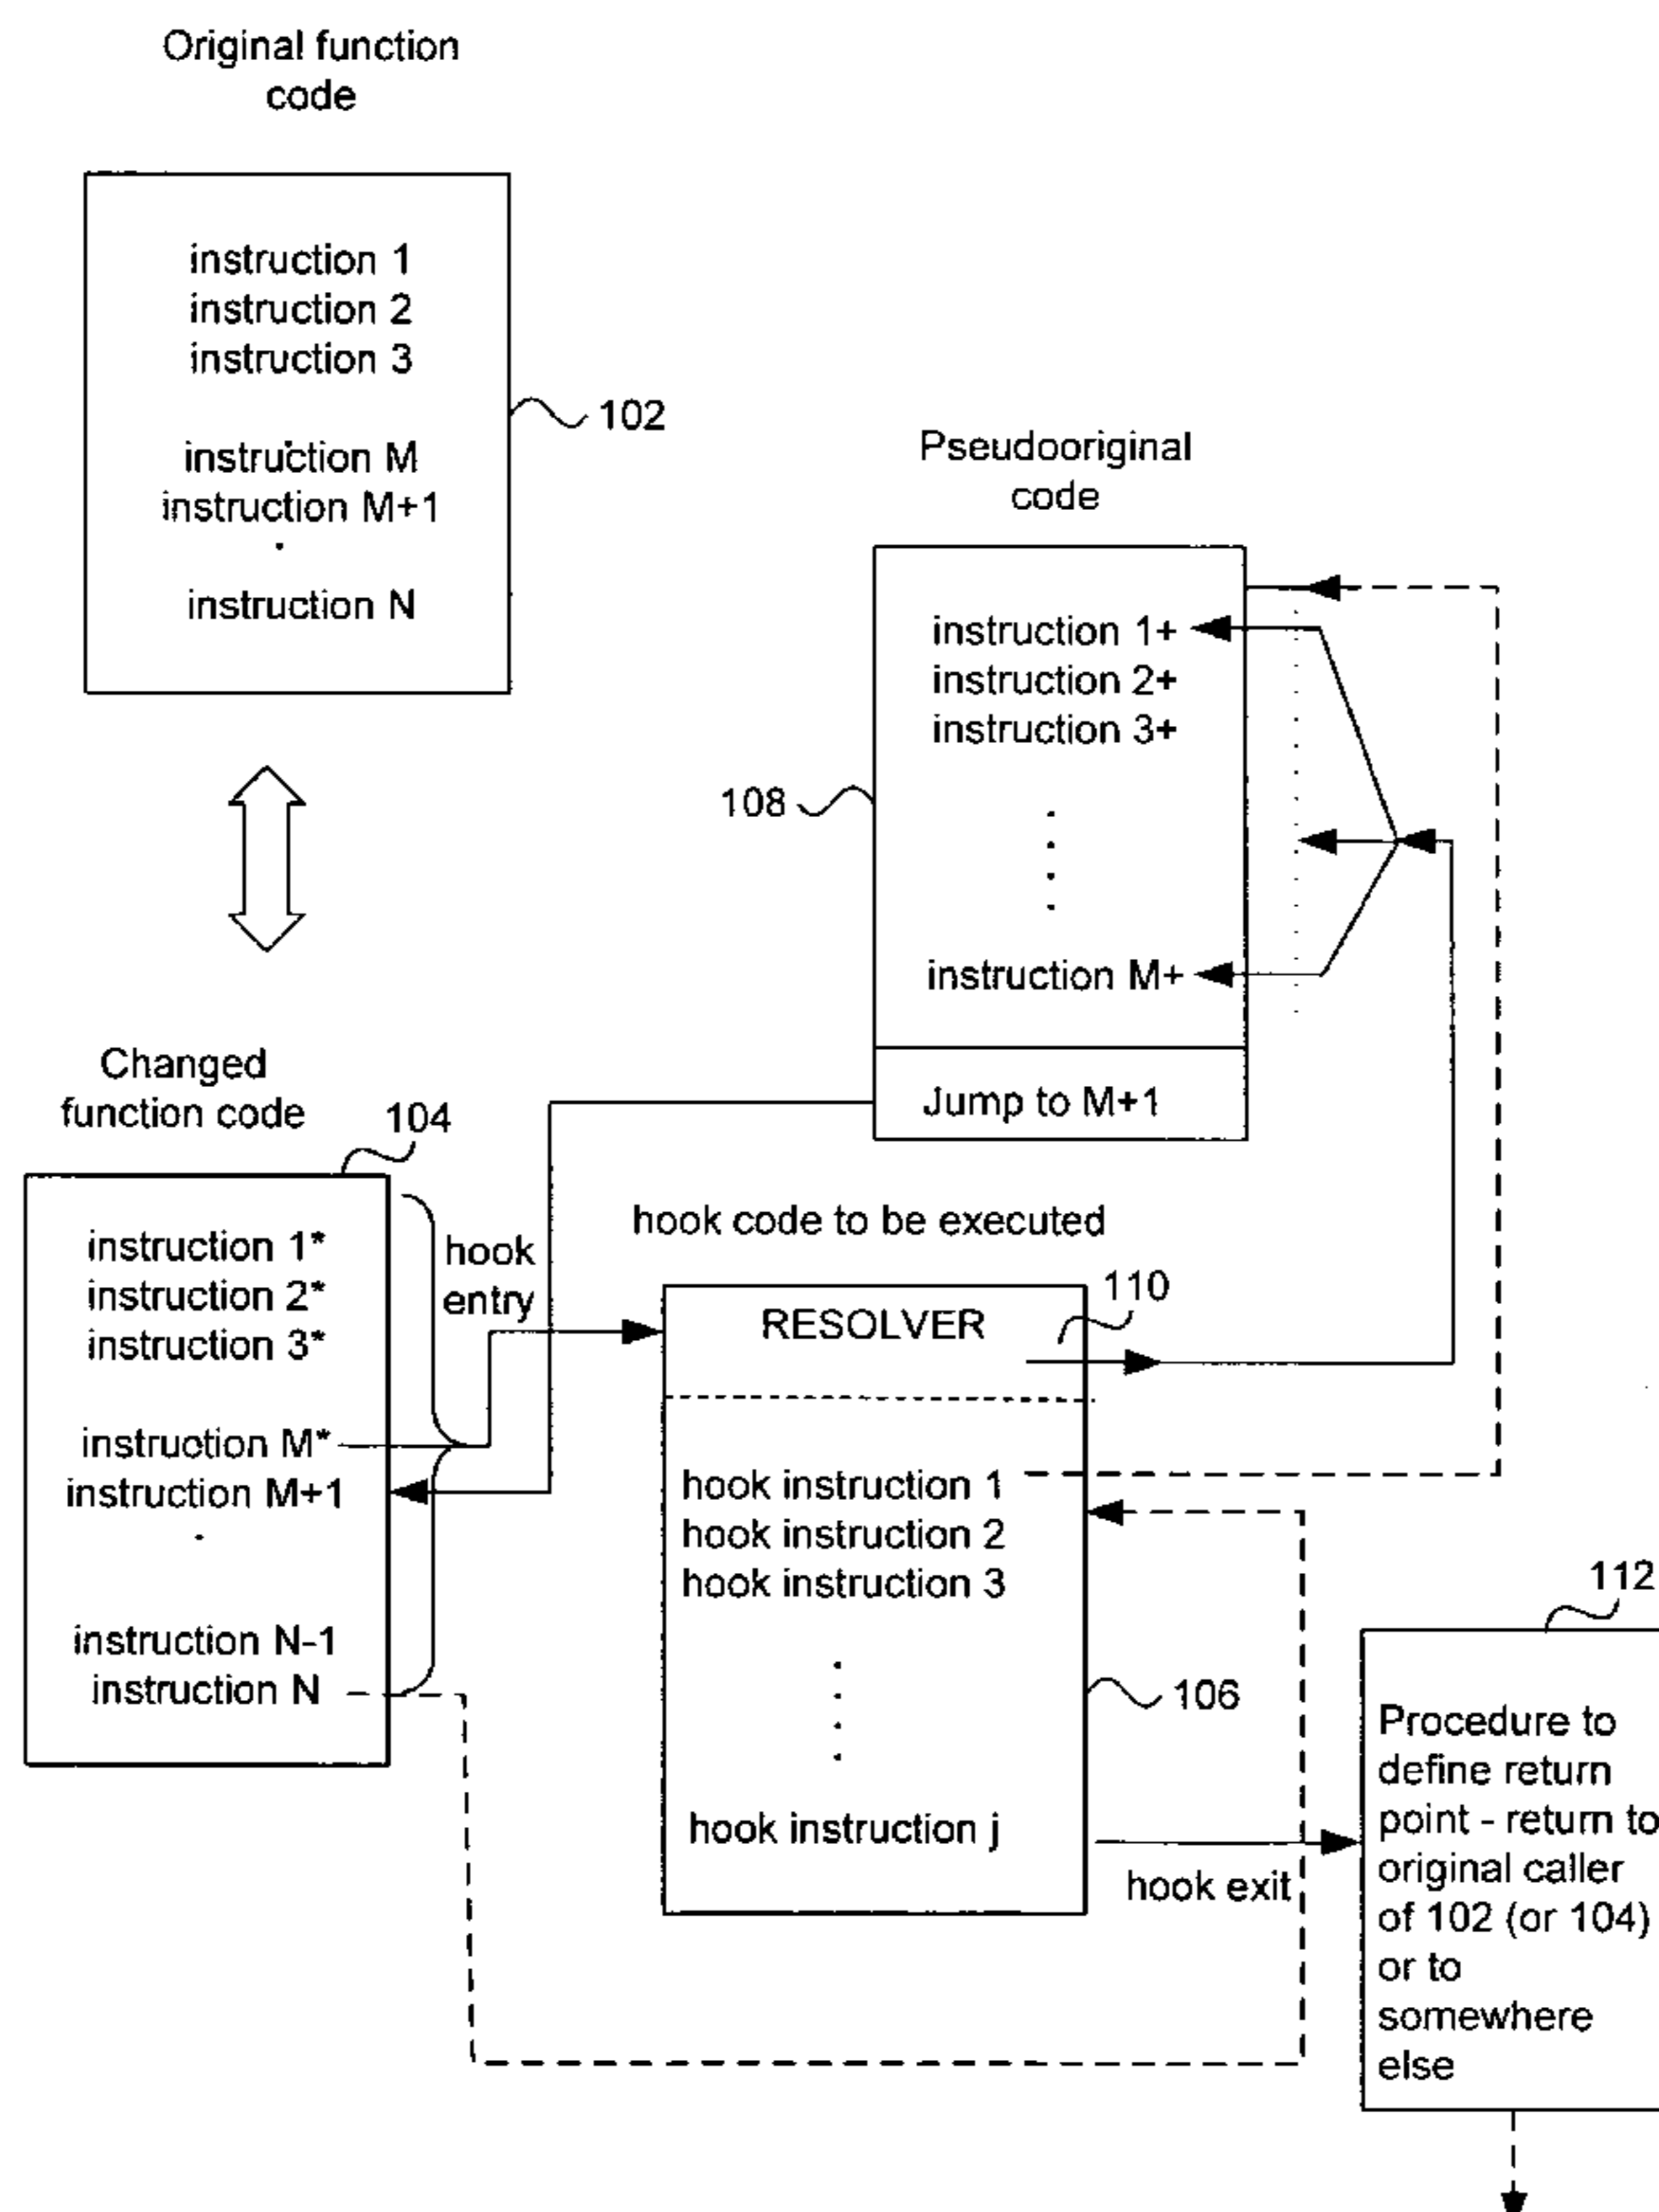 Original function
code
instruction 1
instruction 2
instruction 3
instruction M
instruction M+1
instruction N
102
Pseudooriginal
code
instruction 1+
instruction 2+
instruction 3+
108
instruction M+
Jump to M+1
Changed
function code
104
instruction 1*
instruction 2*
instruction 3*
instruction M*
instruction M+1
instruction N-1
instruction N
hook
entry
hook code to be executed
110
RESOLVER
hook instruction 1
hook instruction 2
hook instruction 3
106
hook instruction j
hook exit
112
Procedure to
define return
point - return to
original caller
of 102 (or 104)
or to
somewhere
else